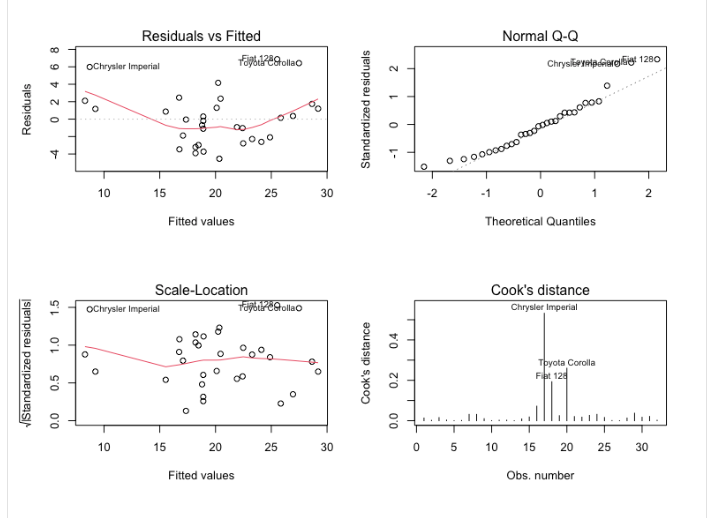 Residuals vs Fitted
Residuals
8
6
4
2
0
-4
Chrysler Imperial
Fiat 128
Toyota Corolla
10 15 20 25 30
Fitted values
Normal Q-Q
Standardized residuals
2
1
0
-1
Chrysler Imperial
Toyota Corolla
Fiat 128
-2 -1 0 1 2
Theoretical Quantiles
Scale-Location
√|Standardized residuals|
1.5
1.0
0.5
0.0
Chrysler Imperial
Fiat 128
Toyota Corolla
10 15 20 25 30
Fitted values
Cook's distance
Cook's distance
0.4
0.2
0.0
Chrysler Imperial
Toyota Corolla
Fiat 128
0 5 10 15 20 25 30
Obs. number